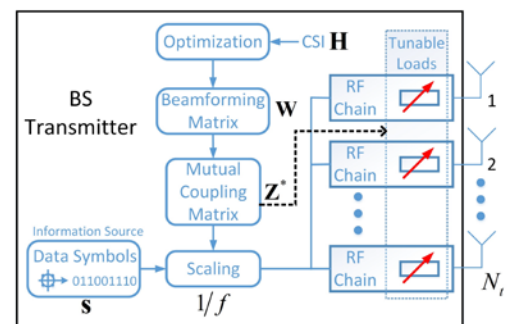 Optimization
CSI H
Tunable
Loads
BS
Transmitter
Beamforming
Matrix
W
RF
Chain
1
Mutual
Coupling
Matrix
Z*
RF
Chain
2
Information Source
Data Symbols
011001110
s
Scaling
1/f
RF
Chain
N_t